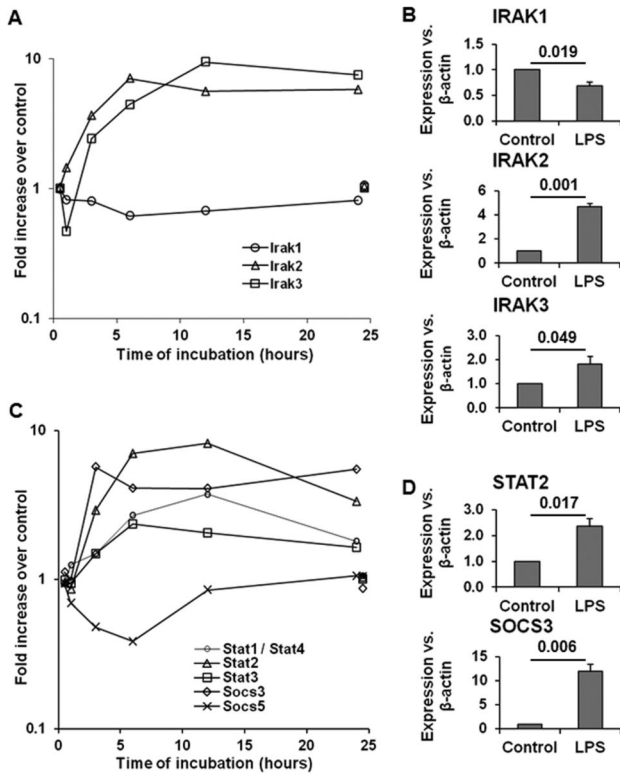 A
10
1
0.1
Fold increase over control
0
5
10
15
20
25
Time of incubation (hours)
Irak1
Irak2
Irak3
B
IRAK1
Expression vs.
β-actin
1.5
1.0
0.5
0.0
0.019
Control
LPS
IRAK2
Expression vs.
β-actin
6
4
2
0
0.001
Control
LPS
IRAK3
Expression vs.
β-actin
3.0
2.0
1.0
0.0
0.049
Control
LPS
C
10
1
0.1
Fold increase over control
0
5
10
15
20
25
Time of incubation (hours)
Stat1 / Stat4
Stat2
Stat3
Socs3
Socs5
D
STAT2
Expression vs.
β-actin
3.0
2.0
1.0
0.0
0.017
Control
LPS
SOCS3
Expression vs.
β-actin
15
10
5
0
0.006
Control
LPS